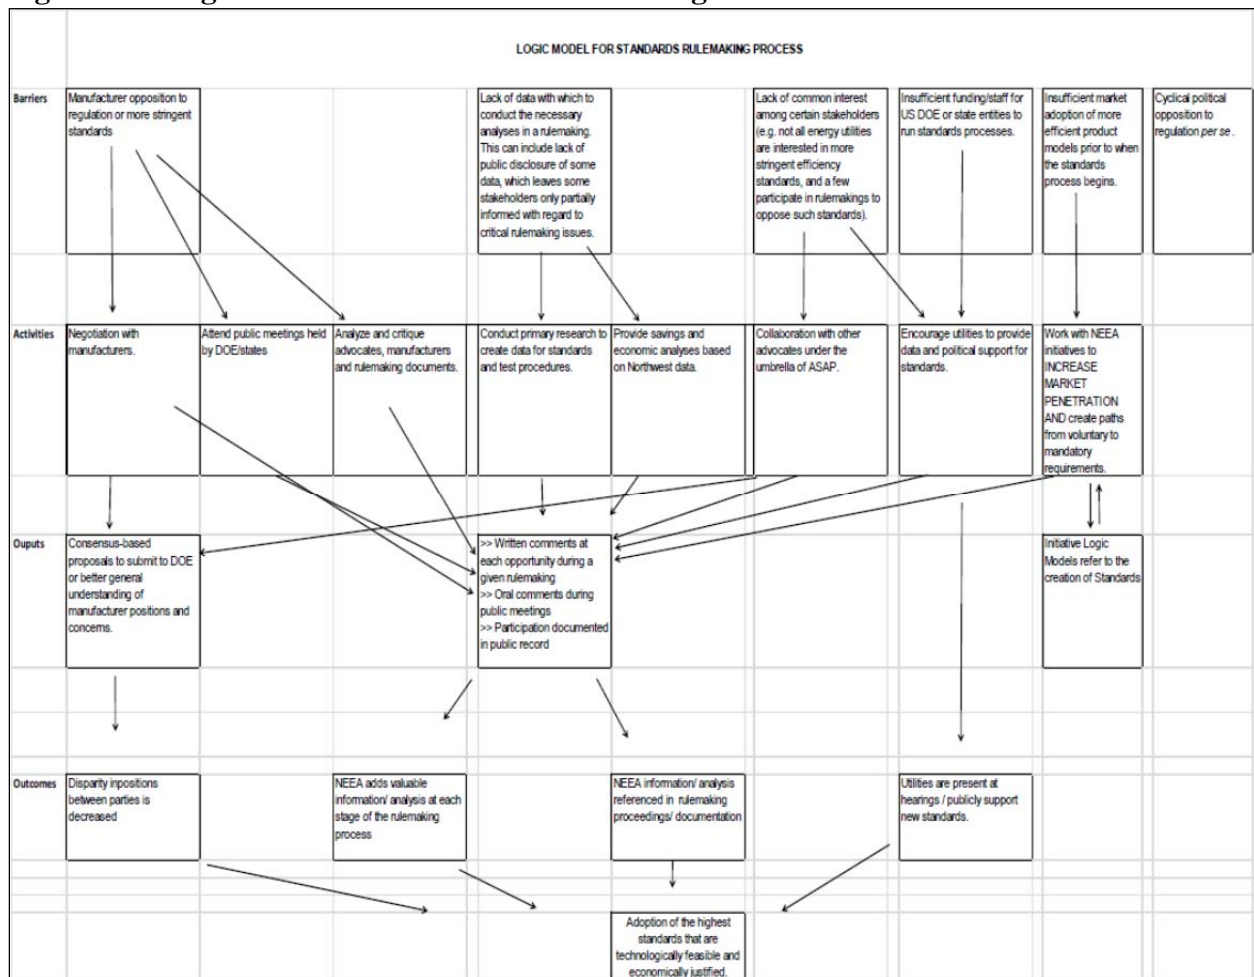 LOGIC MODEL FOR STANDARDS RULEMAKING PROCESS
Barriers
Manufacturer opposition to
regulation or more stringent
standards
Lack of data with which to
conduct the necessary
analyses in a rulemaking.
This can include lack of
public disclosure of some
data, which leaves some
stakeholders only partially
informed with regard to
critical rulemaking issues.
Lack of common interest
among certain stakeholders
(e.g. not all energy utilities
are interested in more
stringent efficiency
standards, and a few
participate in rulemakings to
oppose such standards).
Insufficient funding/staff for
US DOE or state entities to
run standards processes.
Insufficient market
adoption of more
efficient product
models prior to when
the standards
process begins.
Cyclical political
opposition to
regulation per se .
Activities
Negotiation with
manufacturers.
Attend public meetings held
by DOE/states
Analyze and critique
advocates, manufacturers
and rulemaking documents.
Conduct primary research to
create data for standards
and test procedures.
Provide savings and
economic analyses based
on Northwest data.
Collaboration with other
advocates under the
umbrella of ASAP.
Encourage utilities to provide
data and political support for
standards.
Work with NEEA
initiatives to
INCREASE
MARKET
PENETRATION
AND create paths
from voluntary to
mandatory
requirements.
Ouputs
Consensus-based
proposals to submit to DOE
or better general
understanding of
manufacturer positions and
concerns.
>> Written comments at
each opportunity during a
given rulemaking
>> Oral comments during
public meetings
>> Participation documented
in public record
Initiative Logic
Models refer to the
creation of Standards
Outcomes
Disparity inpositions
between parties is
decreased
NEEA adds valuable
information/ analysis at each
stage of the rulemaking
process
NEEA information/ analysis
referenced in rulemaking
proceedings/ documentation
Utilities are present at
hearings / publicly support
new standards.
Adoption of the highest
standards that are
technologically feasible and
economically justified.